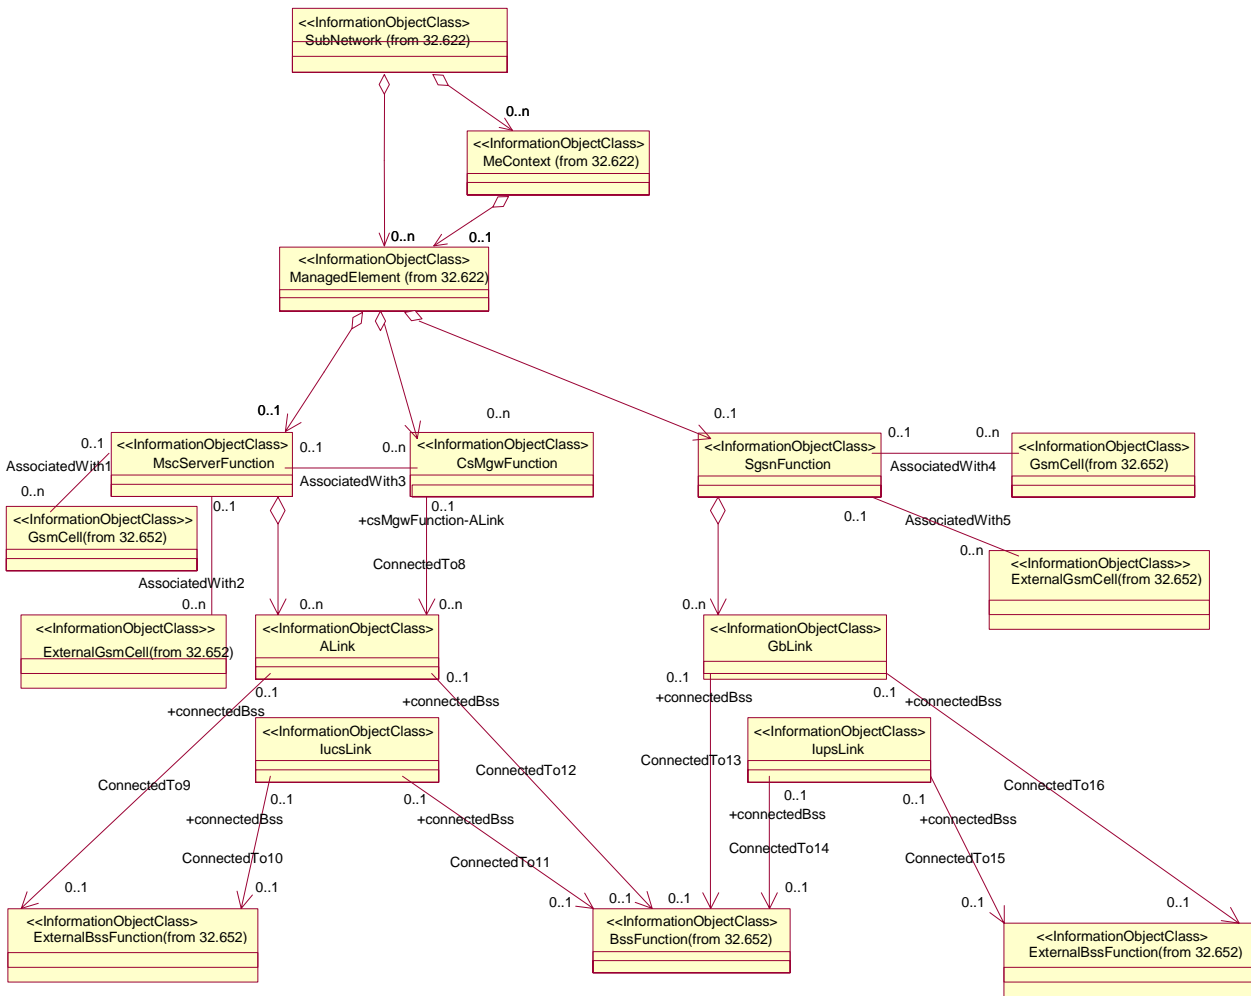 <<InformationObjectClass>
SubNetwork (from 32.622)
0..n
<<InformationObjectClass>
MeContext (from 32.622)
0..n
0..1
<<InformationObjectClass>
ManagedElement (from 32.622)
0..1
0..n
0..1
<<InformationObjectClass>
MscServerFunction
<<InformationObjectClass>
CsMgwFunction
<<InformationObjectClass>
SgsnFunction
<<InformationObjectClass>
GsmCell(from 32.652)
0..1
AssociatedWith1
0..n
0..1
0..n
AssociatedWith3
0..1
0..n
AssociatedWith4
<<InformationObjectClass>>
GsmCell(from 32.652)
0..1
AssociatedWith2
0..n
0..1
+csMgwFunction-ALink
ConnectedTo8
0..n
0..n
0..1
AssociatedWith5
0..n
<<InformationObjectClass>>
ExternalGsmCell(from 32.652)
0..n
<<InformationObjectClass>>
ExternalGsmCell(from 32.652)
<<InformationObjectClass>
ALink
<<InformationObjectClass>
GbLink
0..1
+connectedBss
0..1
+connectedBss
0..1
+connectedBss
0..1
+connectedBss
<<InformationObjectClass>
IucsLink
<<InformationObjectClass>
IupsLink
ConnectedTo9
ConnectedTo12
ConnectedTo13
ConnectedTo16
0..1
+connectedBss
0..1
+connectedBss
0..1
+connectedBss
0..1
+connectedBss
ConnectedTo10
ConnectedTo11
ConnectedTo14
ConnectedTo15
0..1
0..1
0..1
0..1
0..1
0..1
0..1
0..1
<<InformationObjectClass>
ExternalBssFunction(from 32.652)
<<InformationObjectClass>
BssFunction(from 32.652)
<<InformationObjectClass>
ExternalBssFunction(from 32.652)